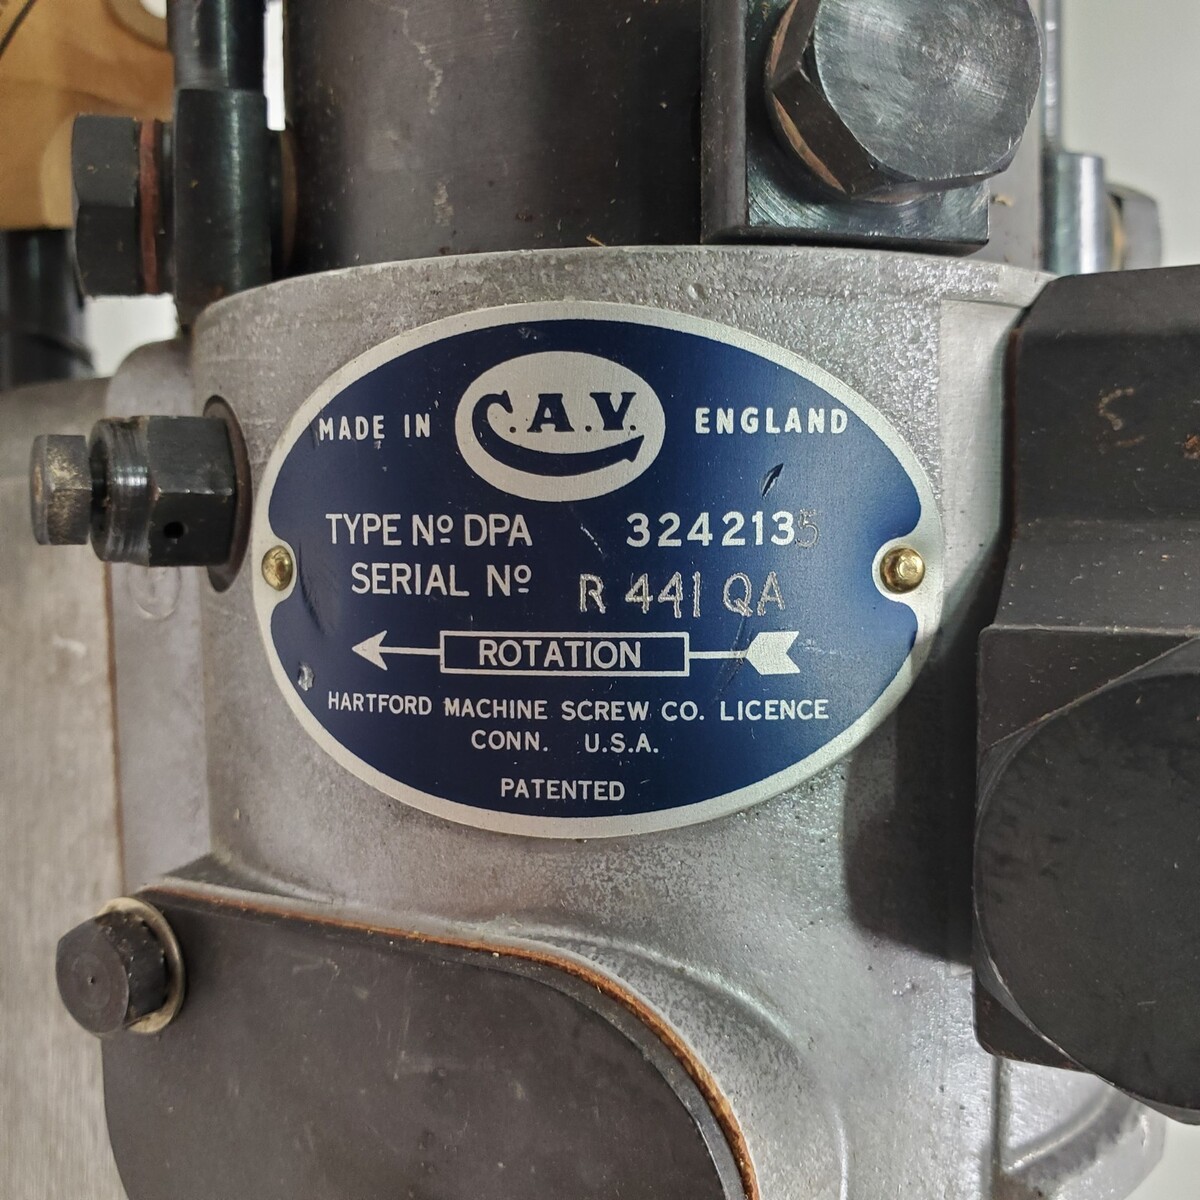 C.A.V.
MADE IN ENGLAND
TYPE Nº DPA 3242135
SERIAL Nº R 441 QA
ROTATION
HARTFORD MACHINE SCREW CO. LICENCE
CONN. U.S.A.
PATENTED